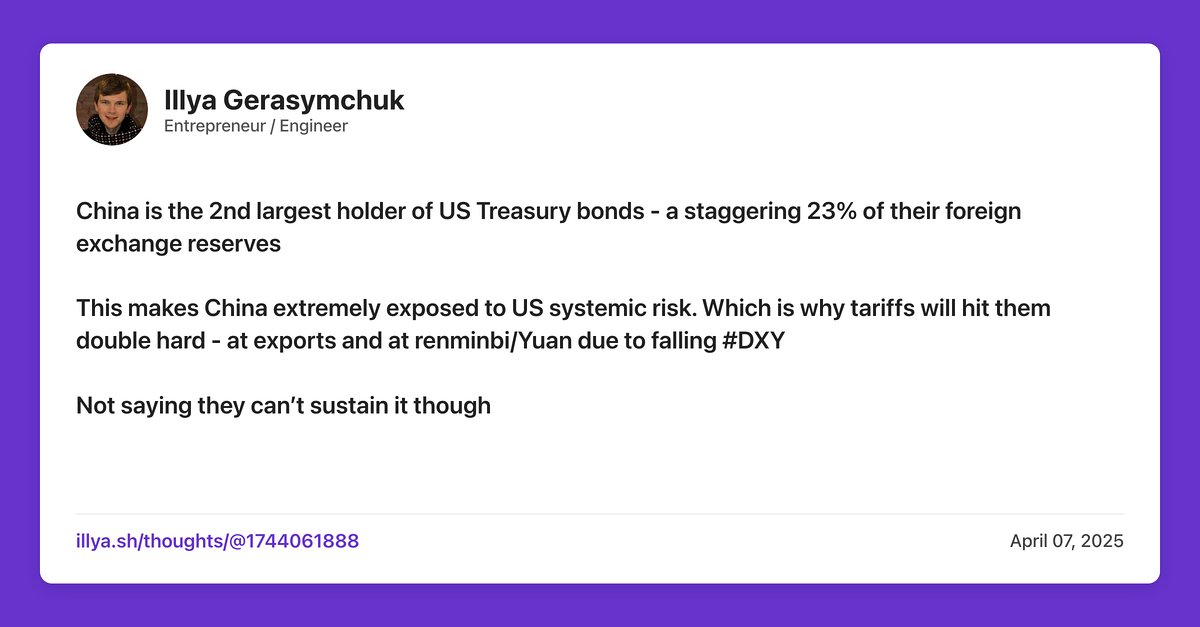 Illya Gerasymchuk
Entrepreneur / Engineer
China is the 2nd largest holder of US Treasury bonds - a staggering 23% of their foreign
exchange reserves
This makes China extremely exposed to US systemic risk. Which is why tariffs will hit them
double hard - at exports and at renminbi/Yuan due to falling #DXY
Not saying they can’t sustain it though
illya.sh/thoughts/@1744061888
April 07, 2025